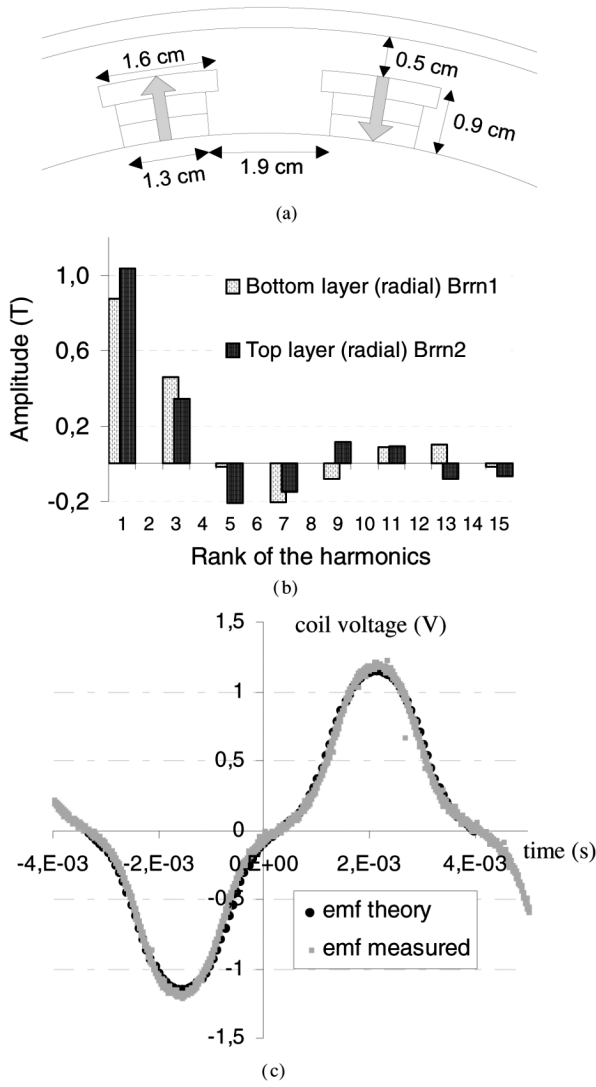 1.6 cm
0.5 cm
0.9 cm
1.3 cm
1.9 cm
(a)
Amplitude (T)
1,0
0,6
0,2
-0,2
Bottom layer (radial) Brrn1
Top layer (radial) Brrn2
1 2 3 4 5 6 7 8 9 10 11 12 13 14 15
Rank of the harmonics
(b)
1,5
coil voltage (V)
1
0,5
0
-4,E-03 -2,E-03 0,E+00 2,E-03 4,E-03
time (s)
-0,5
-1
-1,5
emf theory
emf measured
(c)